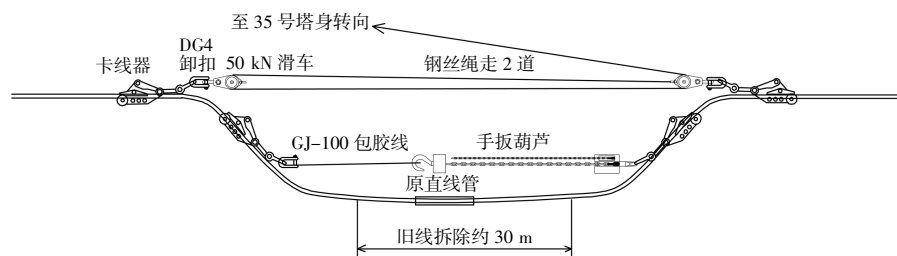 至 35 号塔身转向
DG4
卡线器 卸扣 50 kN 滑车 钢丝绳走 2 道
GJ-100 包胶线 手扳葫芦
原直线管
旧线拆除约 30 m